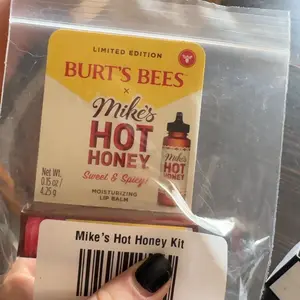 LIMITED EDITION
BURT'S BEES
x
Mike's
HOT
HONEY
Sweet & Spicy!
MOISTURIZING
LIP BALM
Net Wt.
0.15 oz /
4.25 g
Mike's
HOT
HONEY
Mike's Hot Honey Kit